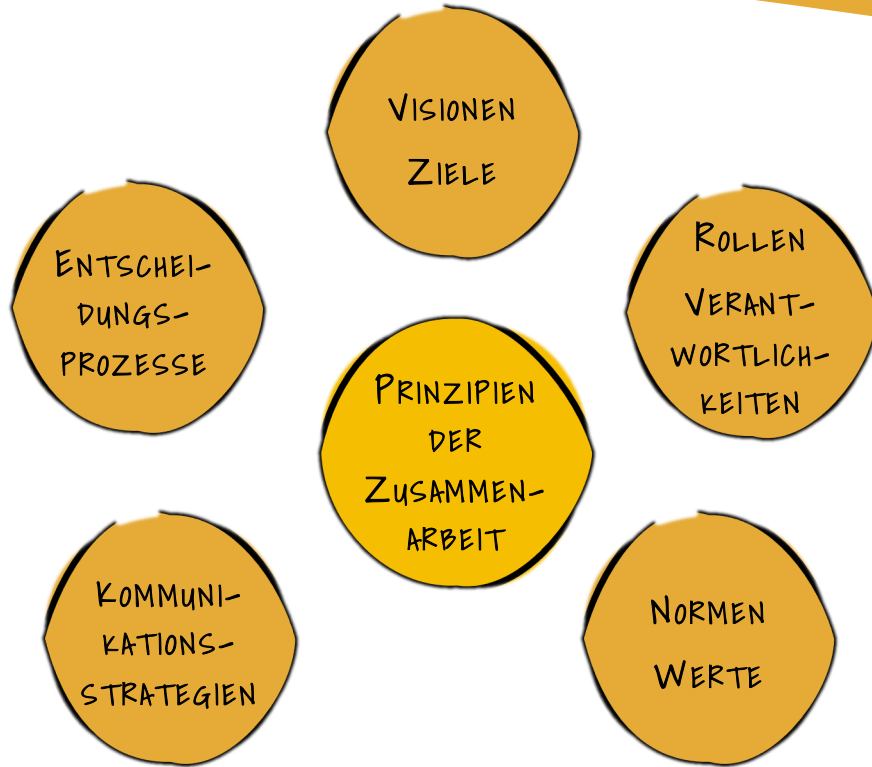 Visionen
Ziele
Entschei-
dungs-
prozesse
Rollen
Verant-
wortlich-
keiten
Prinzipien
der
Zusammen-
arbeit
Kommuni-
kations-
strategien
Normen
Werte